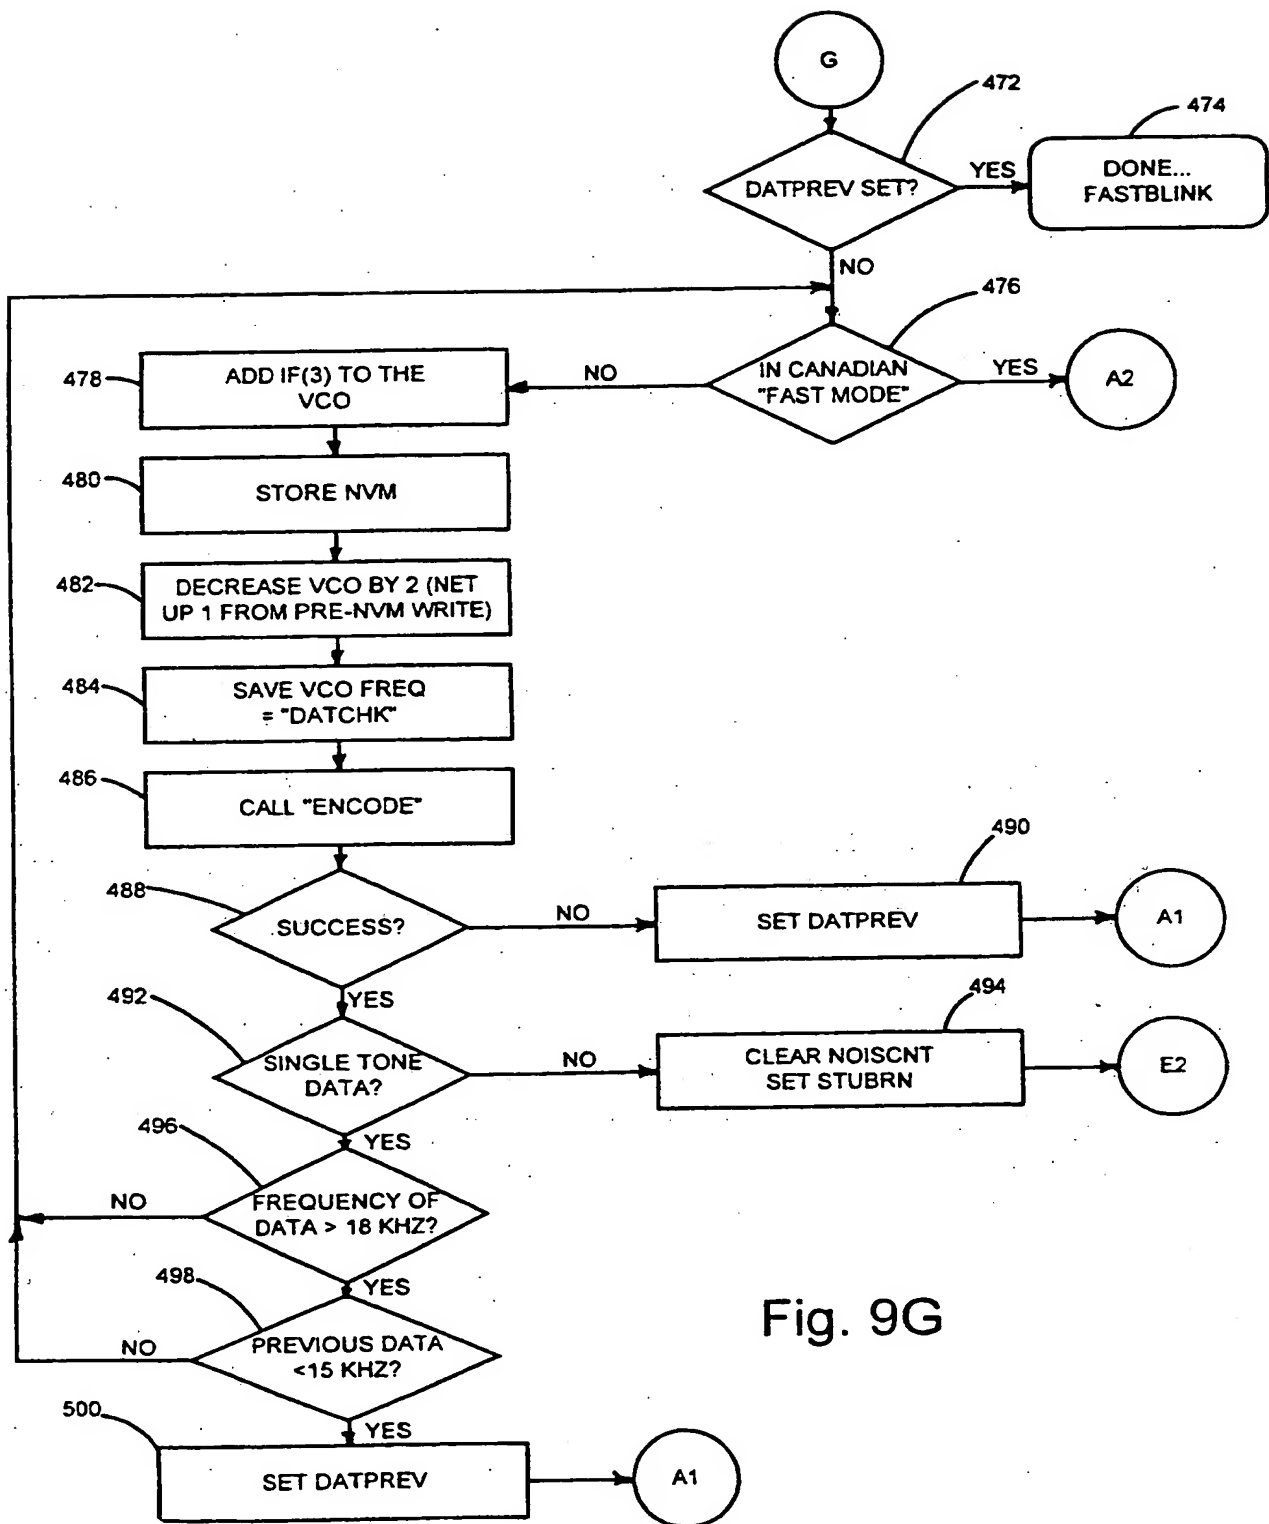 G
472
474
DATPREV SET?
YES
DONE...
FASTBLINK
NO
476
IN CANADIAN
"FAST MODE"
YES
A2
NO
478
ADD IF(3) TO THE
VCO
480
STORE NVM
482
DECREASE VCO BY 2 (NET
UP 1 FROM PRE-NVM WRITE)
484
SAVE VCO FREQ
= "DATCHK"
486
CALL "ENCODE"
488
SUCCESS?
NO
490
SET DATPREV
A1
YES
492
SINGLE TONE
DATA?
NO
494
CLEAR NOISCNT
SET STUBRN
E2
YES
496
FREQUENCY OF
DATA > 18 KHZ?
NO
YES
498
PREVIOUS DATA
<15 KHZ?
NO
YES
500
SET DATPREV
A1
Fig. 9G